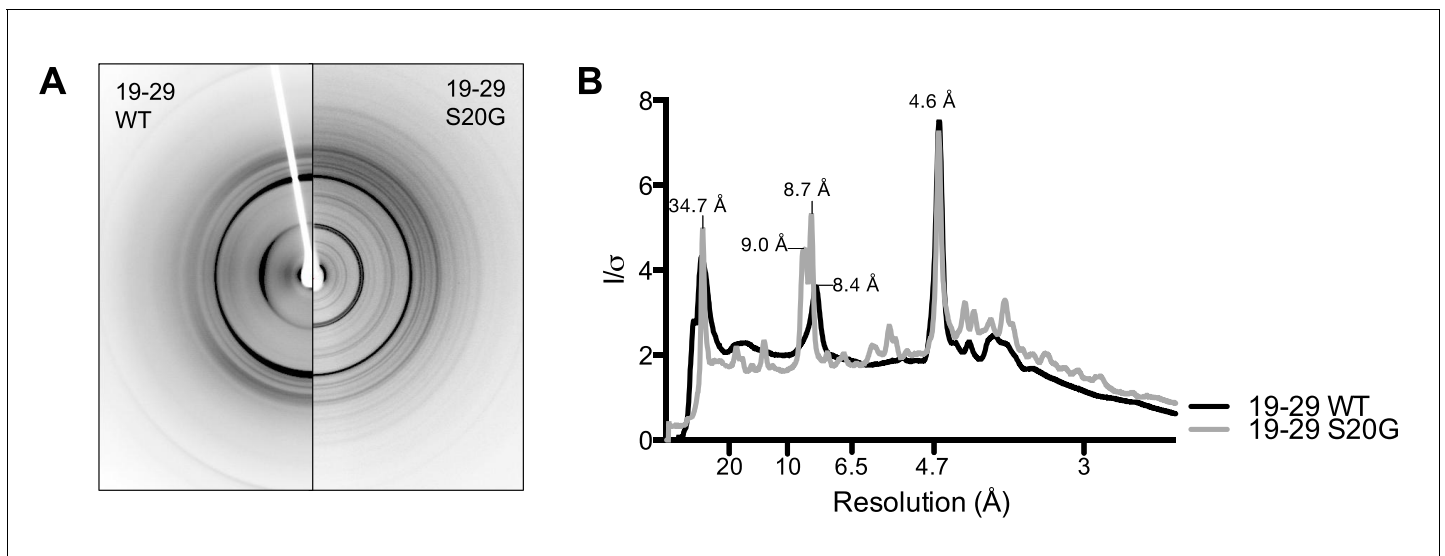 A
19-29
WT
19-29
S20G
B
8
6
4
2
0
I/σ
34.7 Å
9.0 Å
8.7 Å
8.4 Å
4.6 Å
20 10 6.5 4.7 3
Resolution (Å)
19-29 WT
19-29 S20G